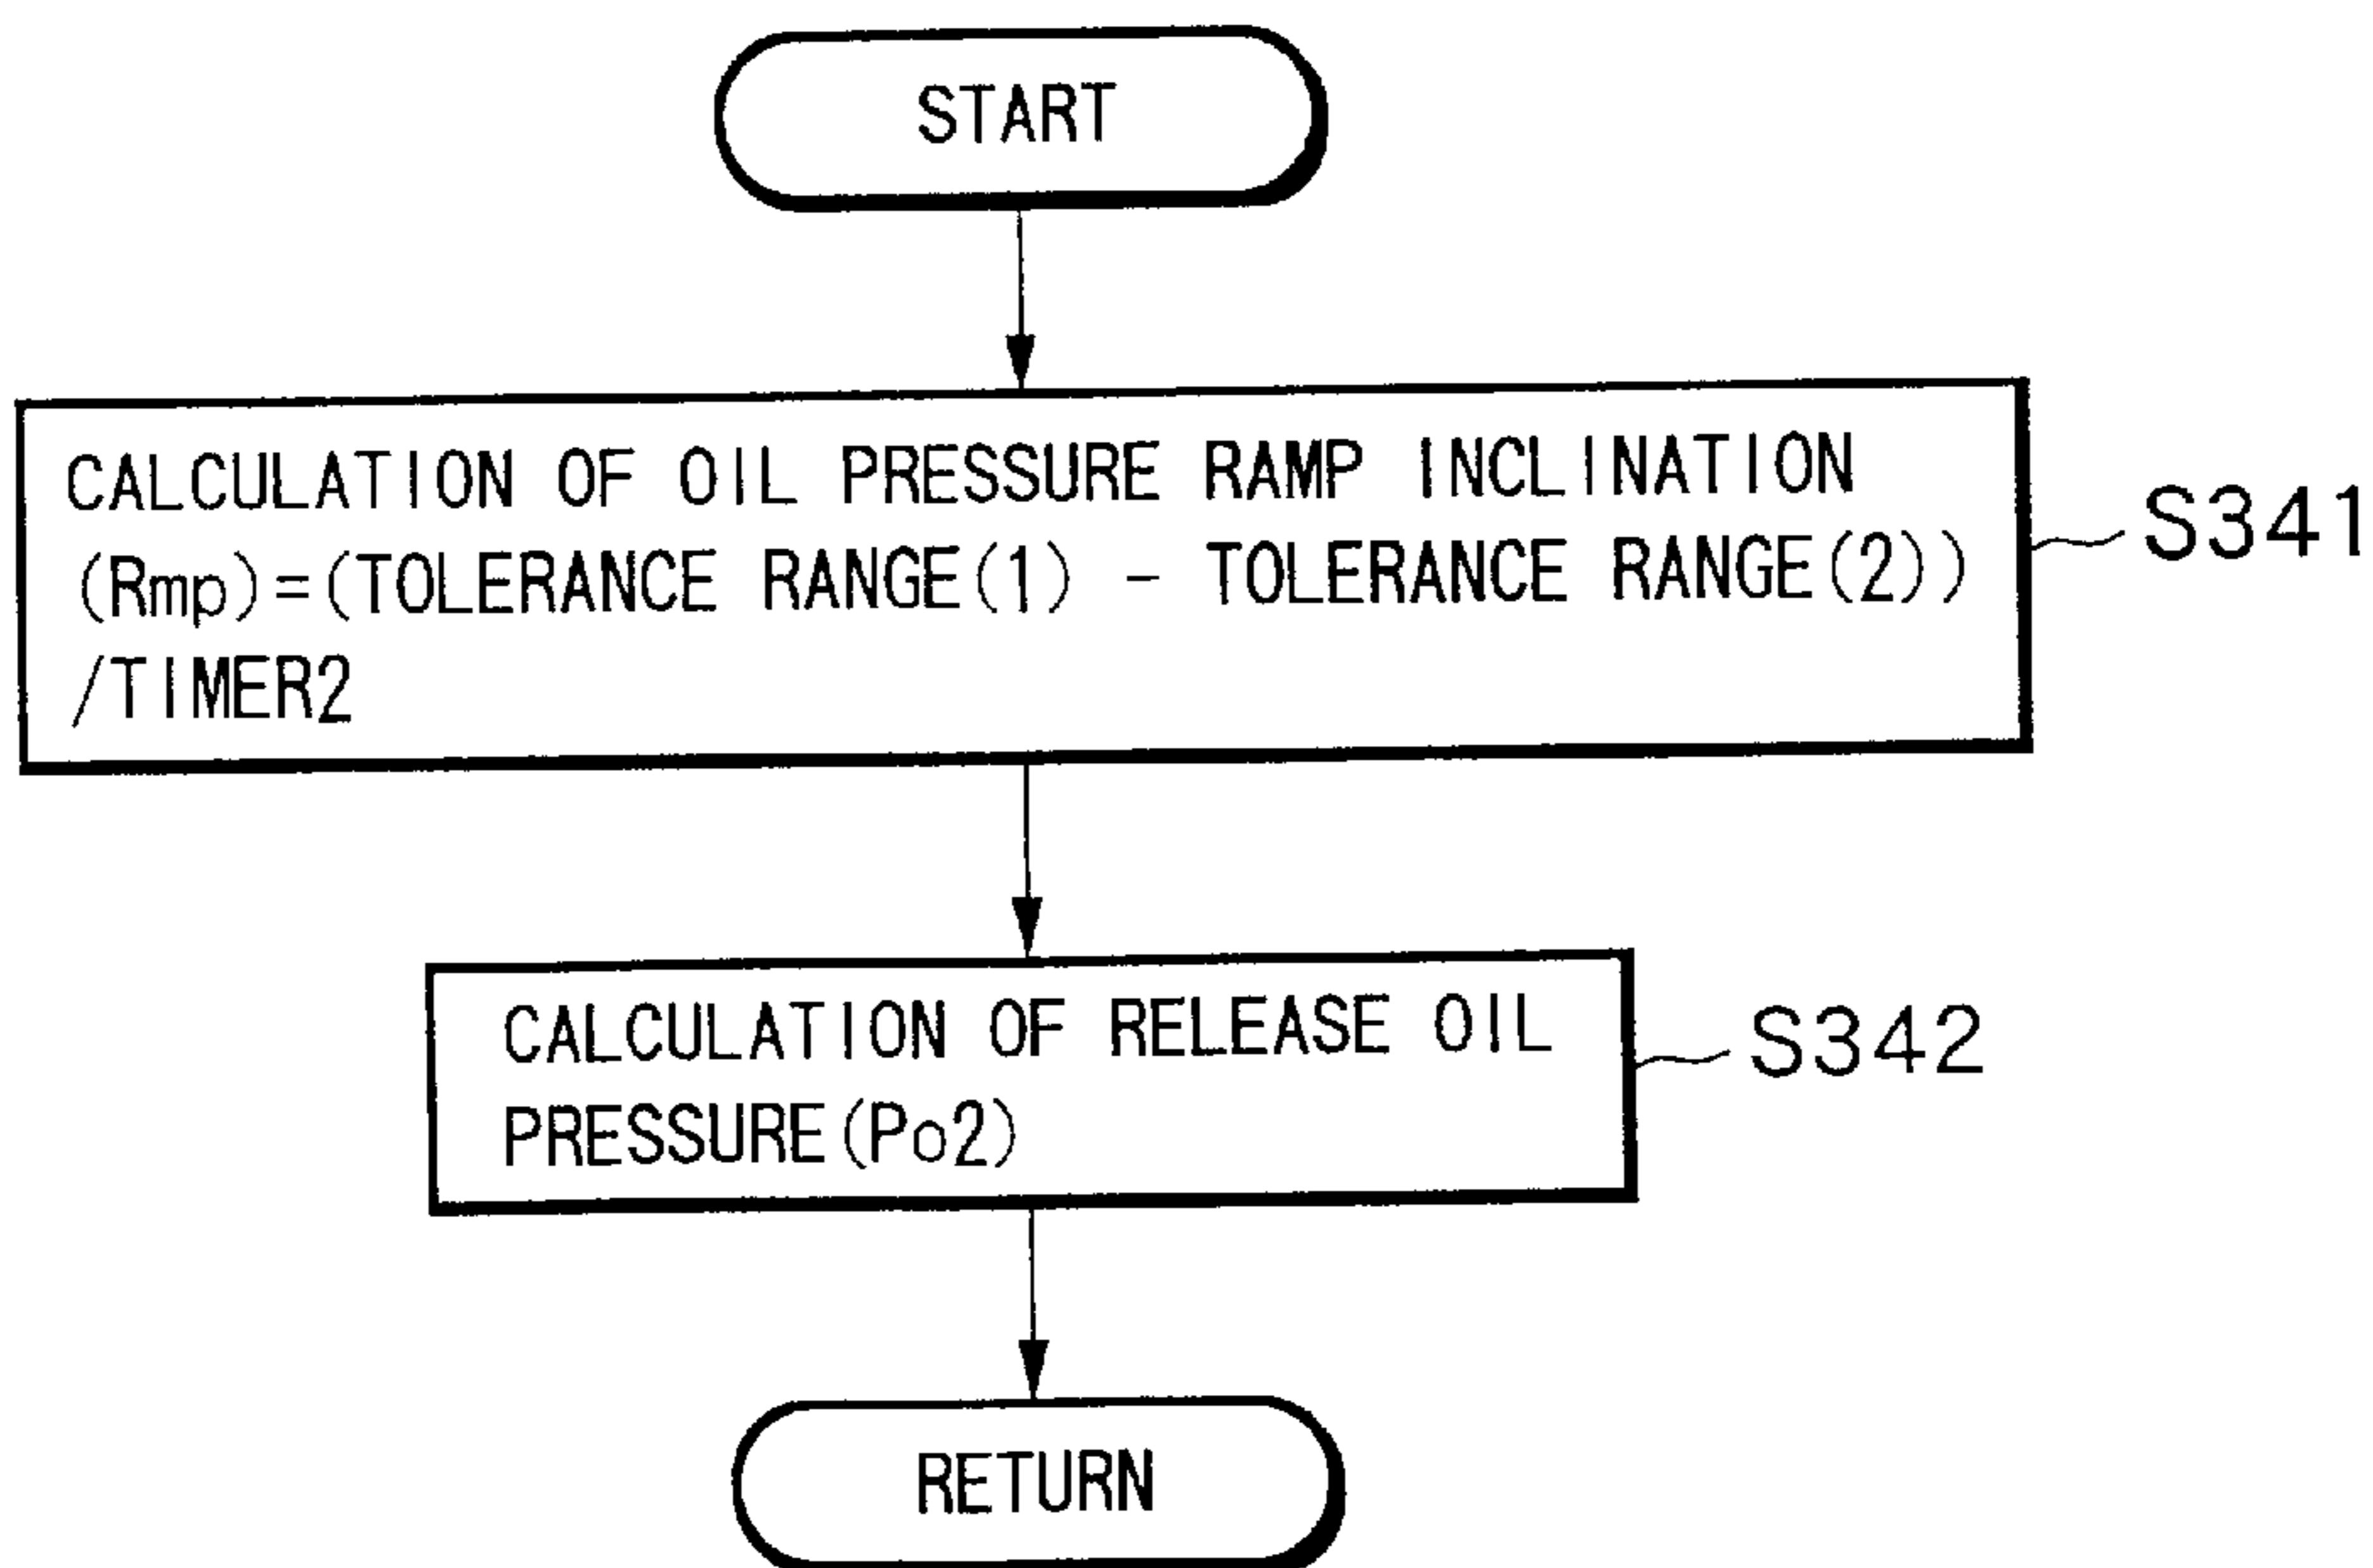 START
CALCULATION OF OIL PRESSURE RAMP INCLINATION
(Rmp)=(TOLERANCE RANGE(1) - TOLERANCE RANGE(2))
/TIMER2
S341
CALCULATION OF RELEASE OIL
PRESSURE(Po2)
S342
RETURN